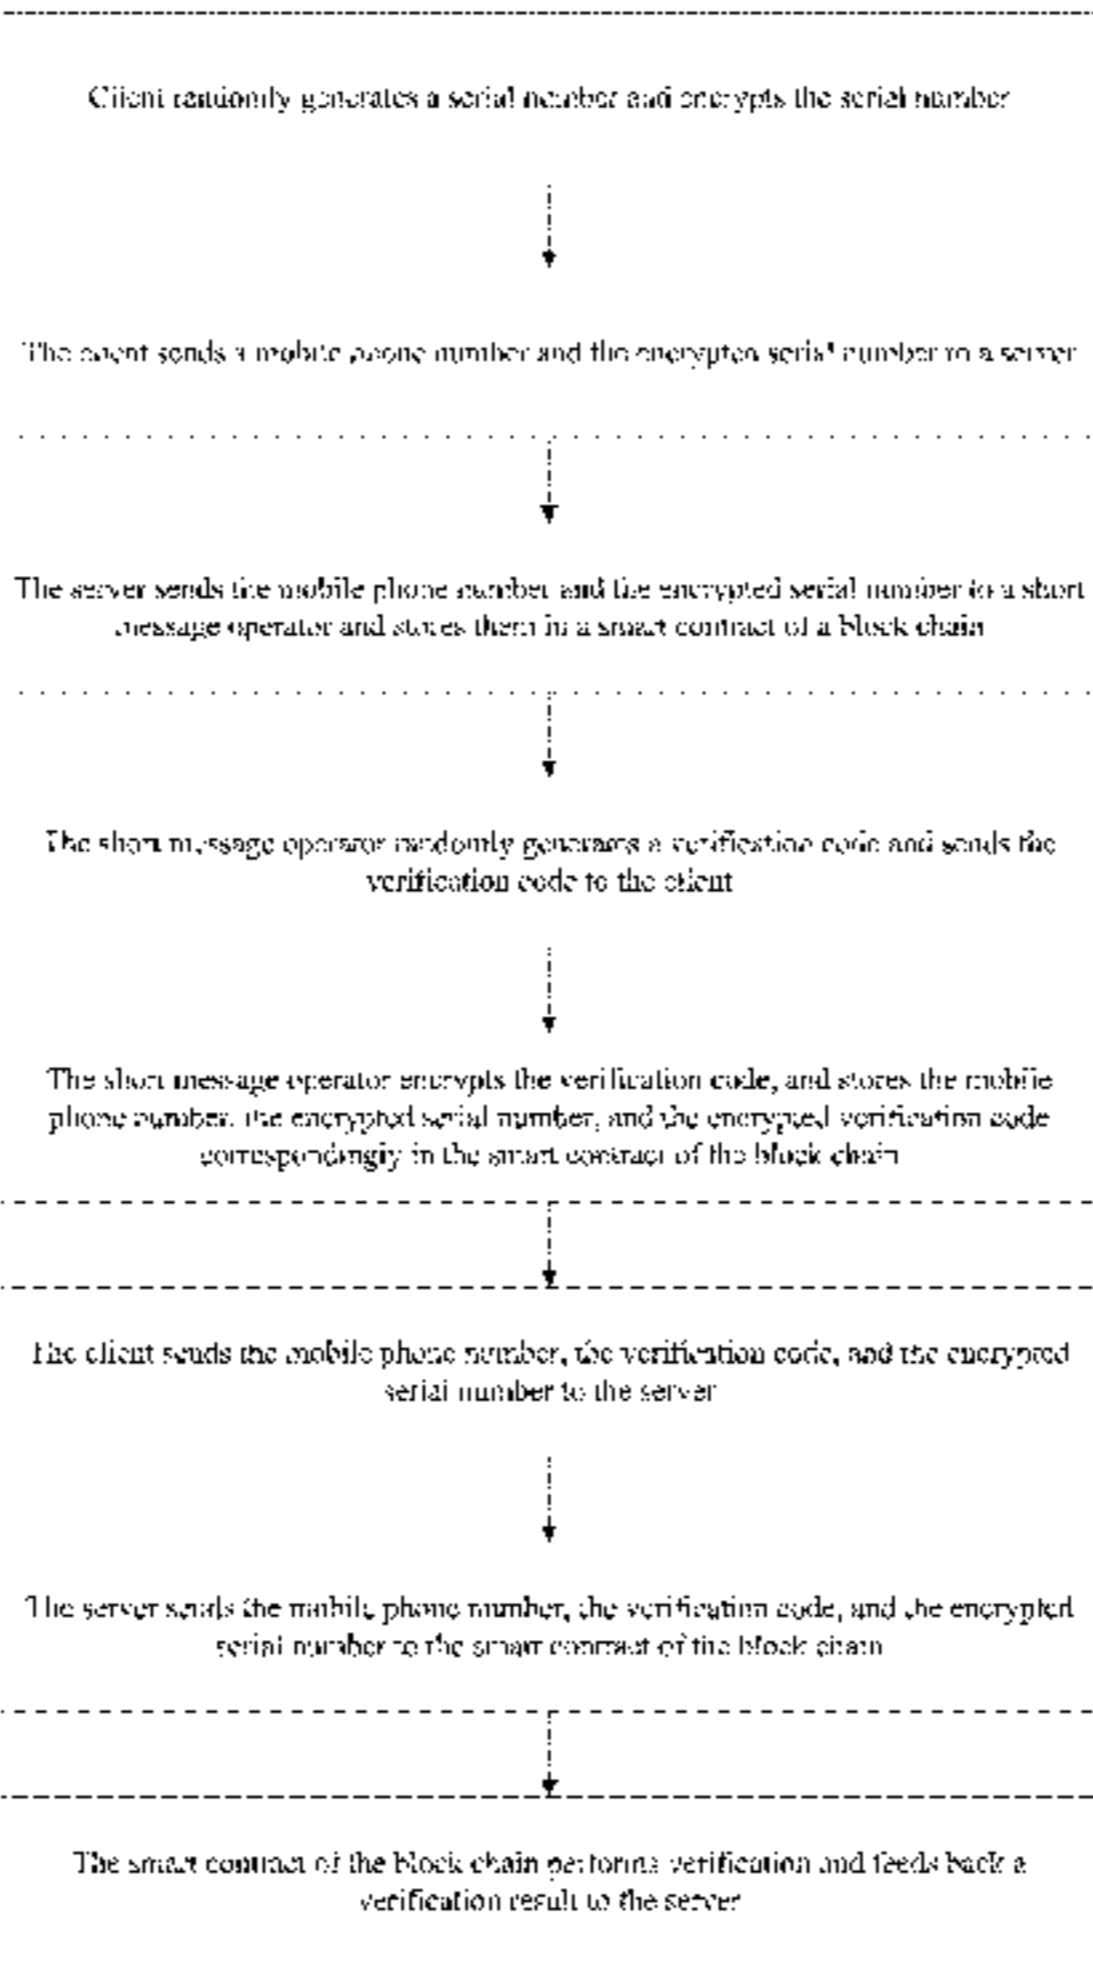 Client randomly generates a serial number and encrypts the serial number
The client sends a mobile phone number and the encrypted serial number to a server
The server sends the mobile phone number and the encrypted serial number to a short
message operator and stores them in a smart contract of a block chain
The short message operator randomly generates a verification code and sends the
verification code to the client
The short message operator encrypts the verification code, and stores the mobile
phone number, the encrypted serial number, and the encrypted verification code
correspondingly in the smart contract of the block chain
The client sends the mobile phone number, the verification code, and the encrypted
serial number to the server
The server sends the mobile phone number, the verification code, and the encrypted
serial number to the smart contract of the block chain
The smart contract of the block chain performs verification and feeds back a
verification result to the server